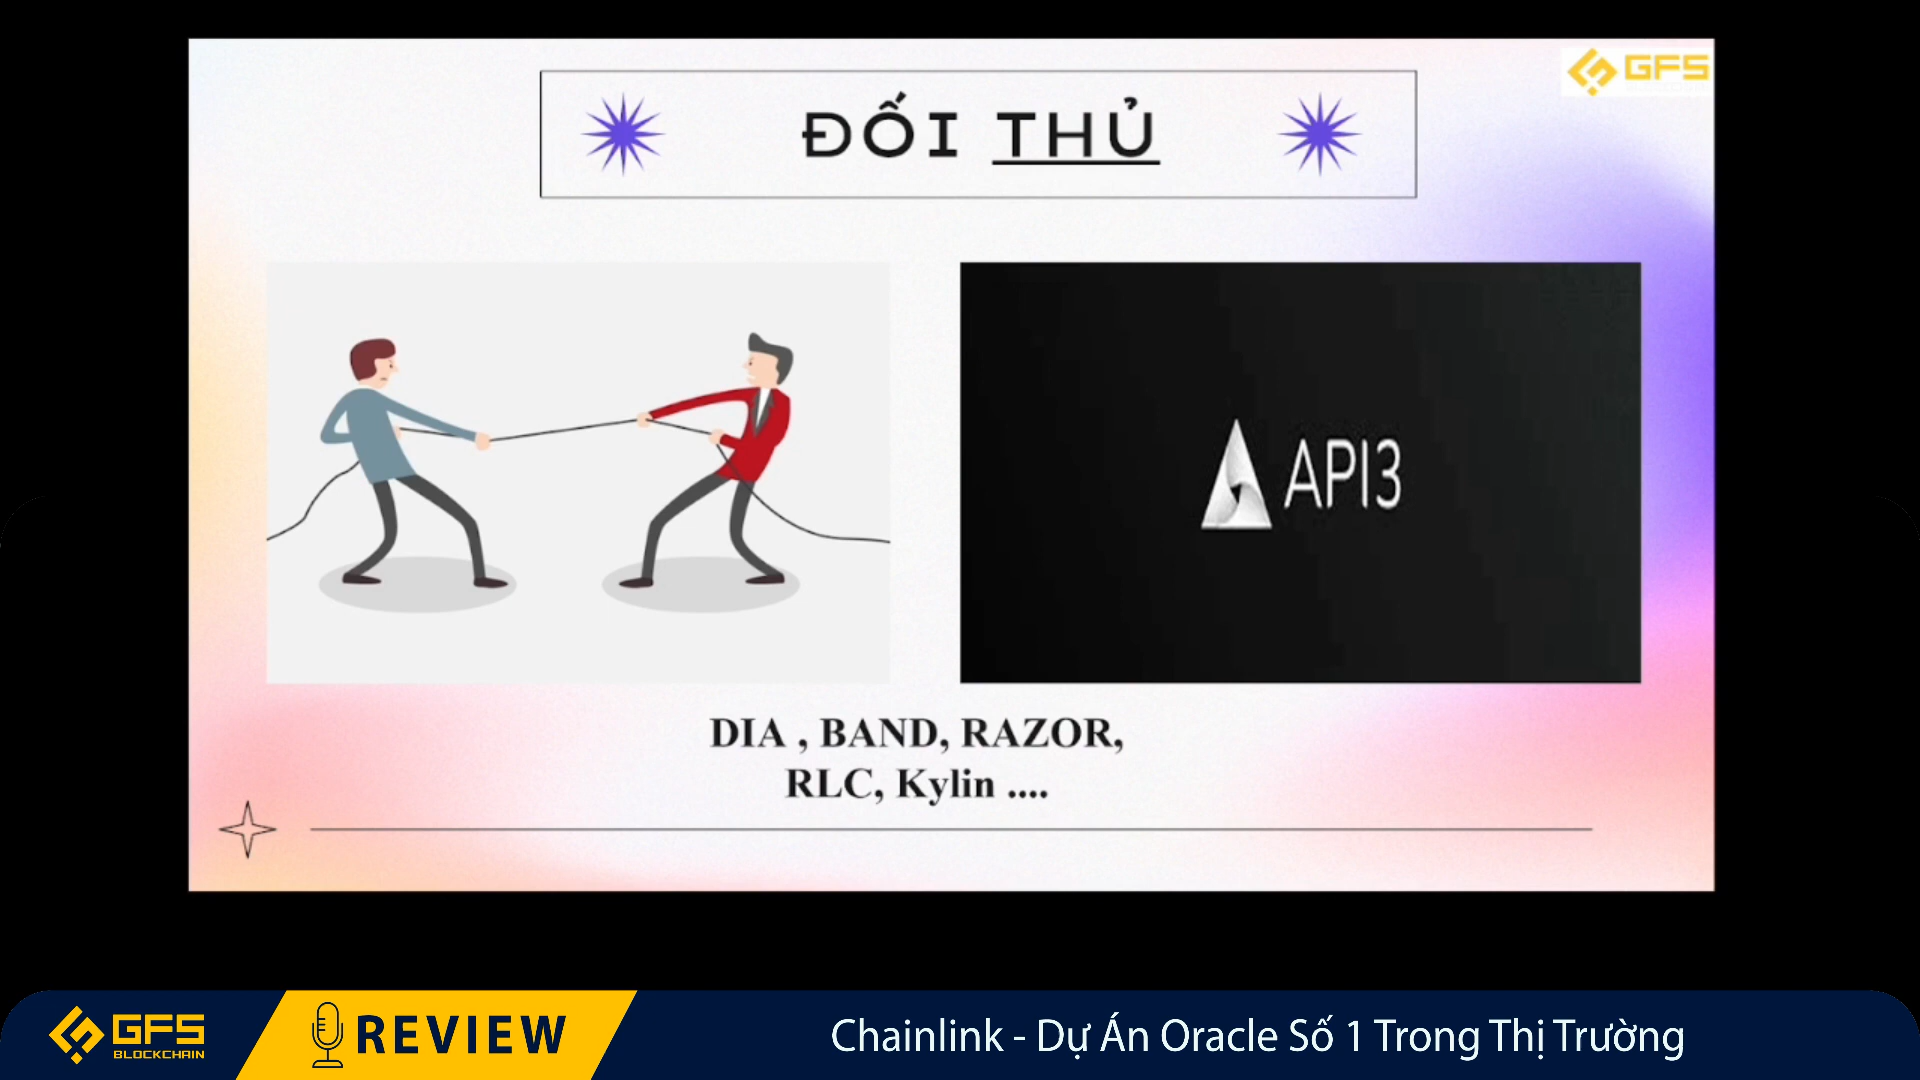 GFS
ĐỐI THỦ
API3
DIA , BAND, RAZOR,
RLC, Kylin ....
GFS
BLOCKCHAIN
REVIEW
Chainlink - Dự Án Oracle Số 1 Trong Thị Trường